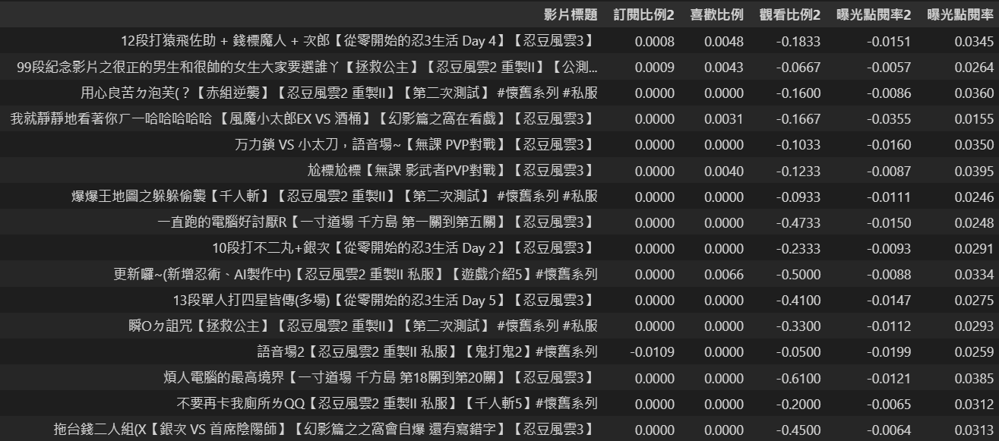 影片標題 訂閱比例2 喜歡比例 觀看比例2 曝光點閱率2 曝光點閱率
12段打猿飛佐助 + 錢標魔人 + 次郎【從零開始的忍3生活 Day 4】【忍豆風雲3】 0.0008 0.0048 -0.1833 -0.0151 0.0345
99段紀念影片之很正的男生和很帥的女生大家要選誰ㄚ【拯救公主】【忍豆風雲2 重製II】【公測... 0.0009 0.0043 -0.0667 -0.0057 0.0264
用心良苦ㄉ泡芙(？【赤組逆襲】【忍豆風雲2 重製II】【第二次測試】 #懷舊系列 #私服 0.0000 0.0000 -0.1600 -0.0086 0.0360
我就靜靜地看著你ㄏㄧ哈哈哈哈哈 【風魔小太郎EX VS 酒桶】【幻影篇之窩在看戲】【忍豆風雲3】 0.0000 0.0031 -0.1667 -0.0355 0.0155
万力鎖 VS 小太刀，語音場~【無課 PVP對戰】【忍豆風雲3】 0.0000 0.0000 -0.1033 -0.0160 0.0350
尬標尬標【無課 影武者PVP對戰】【忍豆風雲3】 0.0000 0.0040 -0.1233 -0.0087 0.0395
爆爆王地圖之躲躲偷襲【千人斬】【忍豆風雲2 重製II】【第二次測試】 #懷舊系列 #私服 0.0000 0.0000 -0.0933 -0.0111 0.0246
一直跑的電腦好討厭R【一寸道場 千方島 第一關到第五關】【忍豆風雲3】 0.0000 0.0000 -0.4733 -0.0150 0.0248
10段打不二丸+銀次【從零開始的忍3生活 Day 2】【忍豆風雲3】 0.0000 0.0000 -0.2333 -0.0093 0.0291
更新囉~(新增忍術、AI製作中)【忍豆風雲2 重製II 私服】【遊戲介紹5】#懷舊系列 0.0000 0.0066 -0.5000 -0.0088 0.0334
13段單人打四星皆傳(多場)【從零開始的忍3生活 Day 5】【忍豆風雲3】 0.0000 0.0000 -0.4100 -0.0147 0.0275
瞬Oㄉ詛咒【拯救公主】【忍豆風雲2 重製II】【第二次測試】 #懷舊系列 #私服 0.0000 0.0000 -0.3300 -0.0112 0.0293
語音場2【忍豆風雲2 重製II 私服】【鬼打鬼2】#懷舊系列 -0.0109 0.0000 -0.0500 -0.0199 0.0259
煩人電腦的最高境界【一寸道場 千方島 第18關到第20關】【忍豆風雲3】 0.0000 0.0000 -0.6100 -0.0121 0.0385
不要再卡我廁所ㄌQQ【忍豆風雲2 重製II 私服】【千人斬5】#懷舊系列 0.0000 0.0000 -0.2000 -0.0065 0.0312
拖台錢二人組(X【銀次 VS 首席陰陽師】【幻影篇之之窩會自爆 還有寫錯字】【忍豆風雲3】 0.0000 0.0000 -0.4500 -0.0064 0.0313